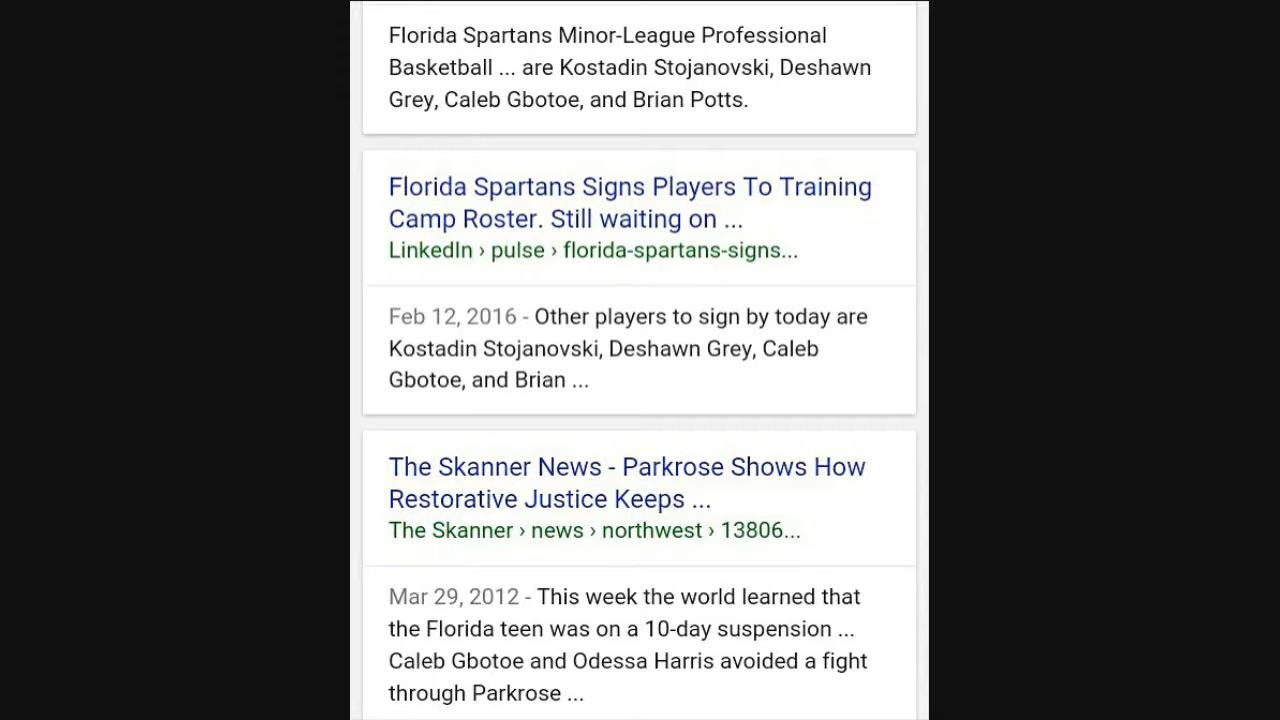 Florida Spartans Minor-League Professional
Basketball ... are Kostadin Stojanovski, Deshawn
Grey, Caleb Gbotoe, and Brian Potts.
Florida Spartans Signs Players To Training
Camp Roster. Still waiting on ...
LinkedIn › pulse › florida-spartans-signs...
Feb 12, 2016 - Other players to sign by today are
Kostadin Stojanovski, Deshawn Grey, Caleb
Gbotoe, and Brian ...
The Skanner News - Parkrose Shows How
Restorative Justice Keeps ...
The Skanner › news › northwest › 13806...
Mar 29, 2012 - This week the world learned that
the Florida teen was on a 10-day suspension ...
Caleb Gbotoe and Odessa Harris avoided a fight
through Parkrose ...